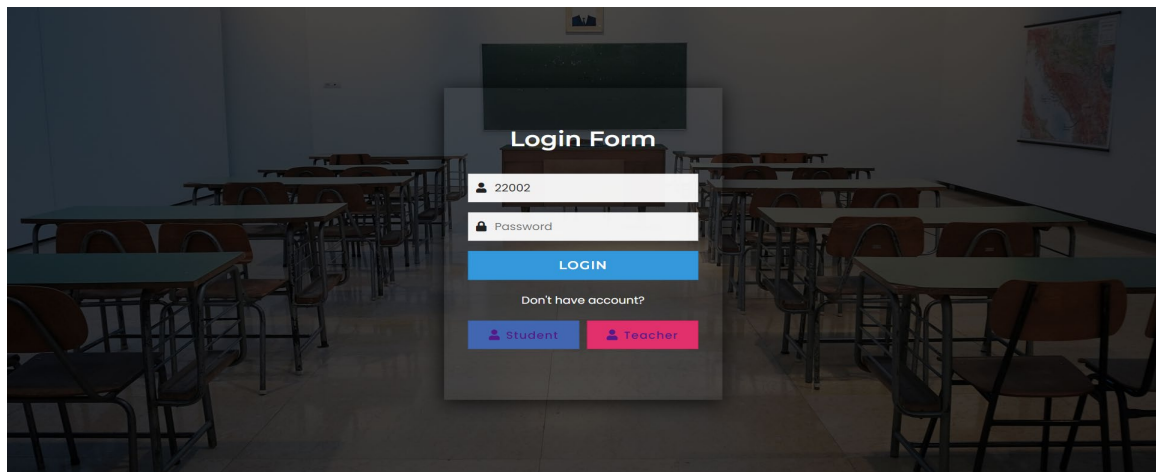 Login Form
22002
Password
LOGIN
Don't have account?
Student Teacher